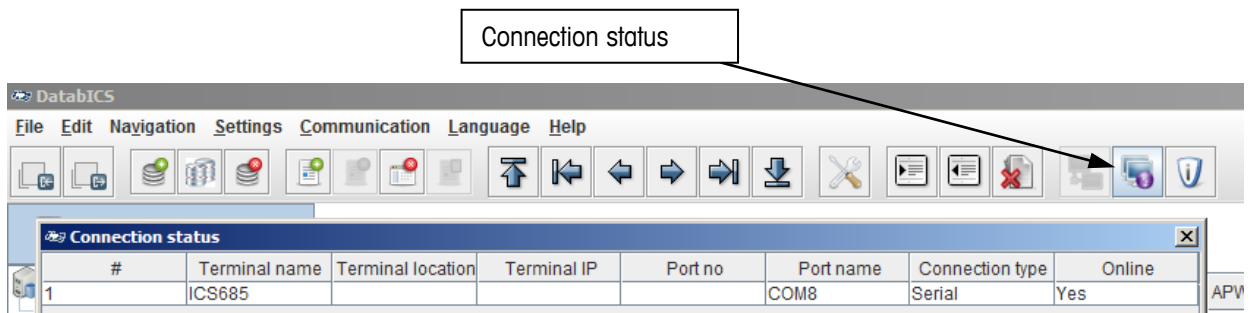 Connection status
DatabICS
File Edit Navigation Settings Communication Language Help
Connection status
# Terminal name Terminal location Terminal IP Port no Port name Connection type Online
1 ICS685 COM8 Serial Yes